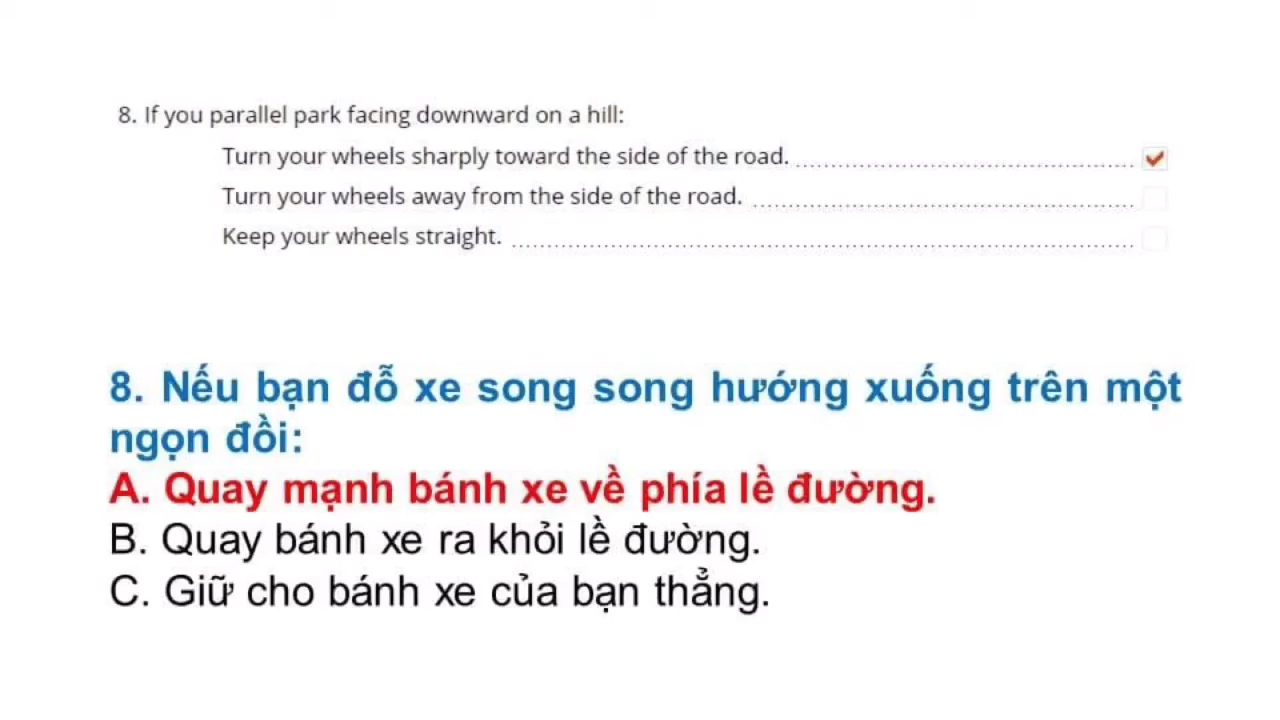 8. If you parallel park facing downward on a hill:
Turn your wheels sharply toward the side of the road.
Turn your wheels away from the side of the road.
Keep your wheels straight.
8. Nếu bạn đỗ xe song song hướng xuống trên một
ngọn đồi:
A. Quay mạnh bánh xe về phía lề đường.
B. Quay bánh xe ra khỏi lề đường.
C. Giữ cho bánh xe của bạn thẳng.